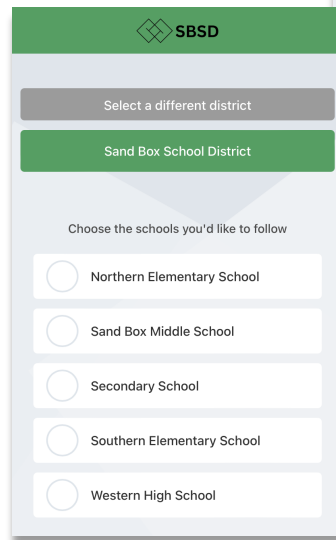 SBSD
Select a different district
Sand Box School District
Choose the schools you'd like to follow
Northern Elementary School
Sand Box Middle School
Secondary School
Southern Elementary School
Western High School